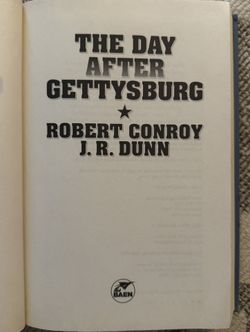 THE DAY
AFTER
GETTYSBURG
ROBERT CONROY
J. R. DUNN
BAEN